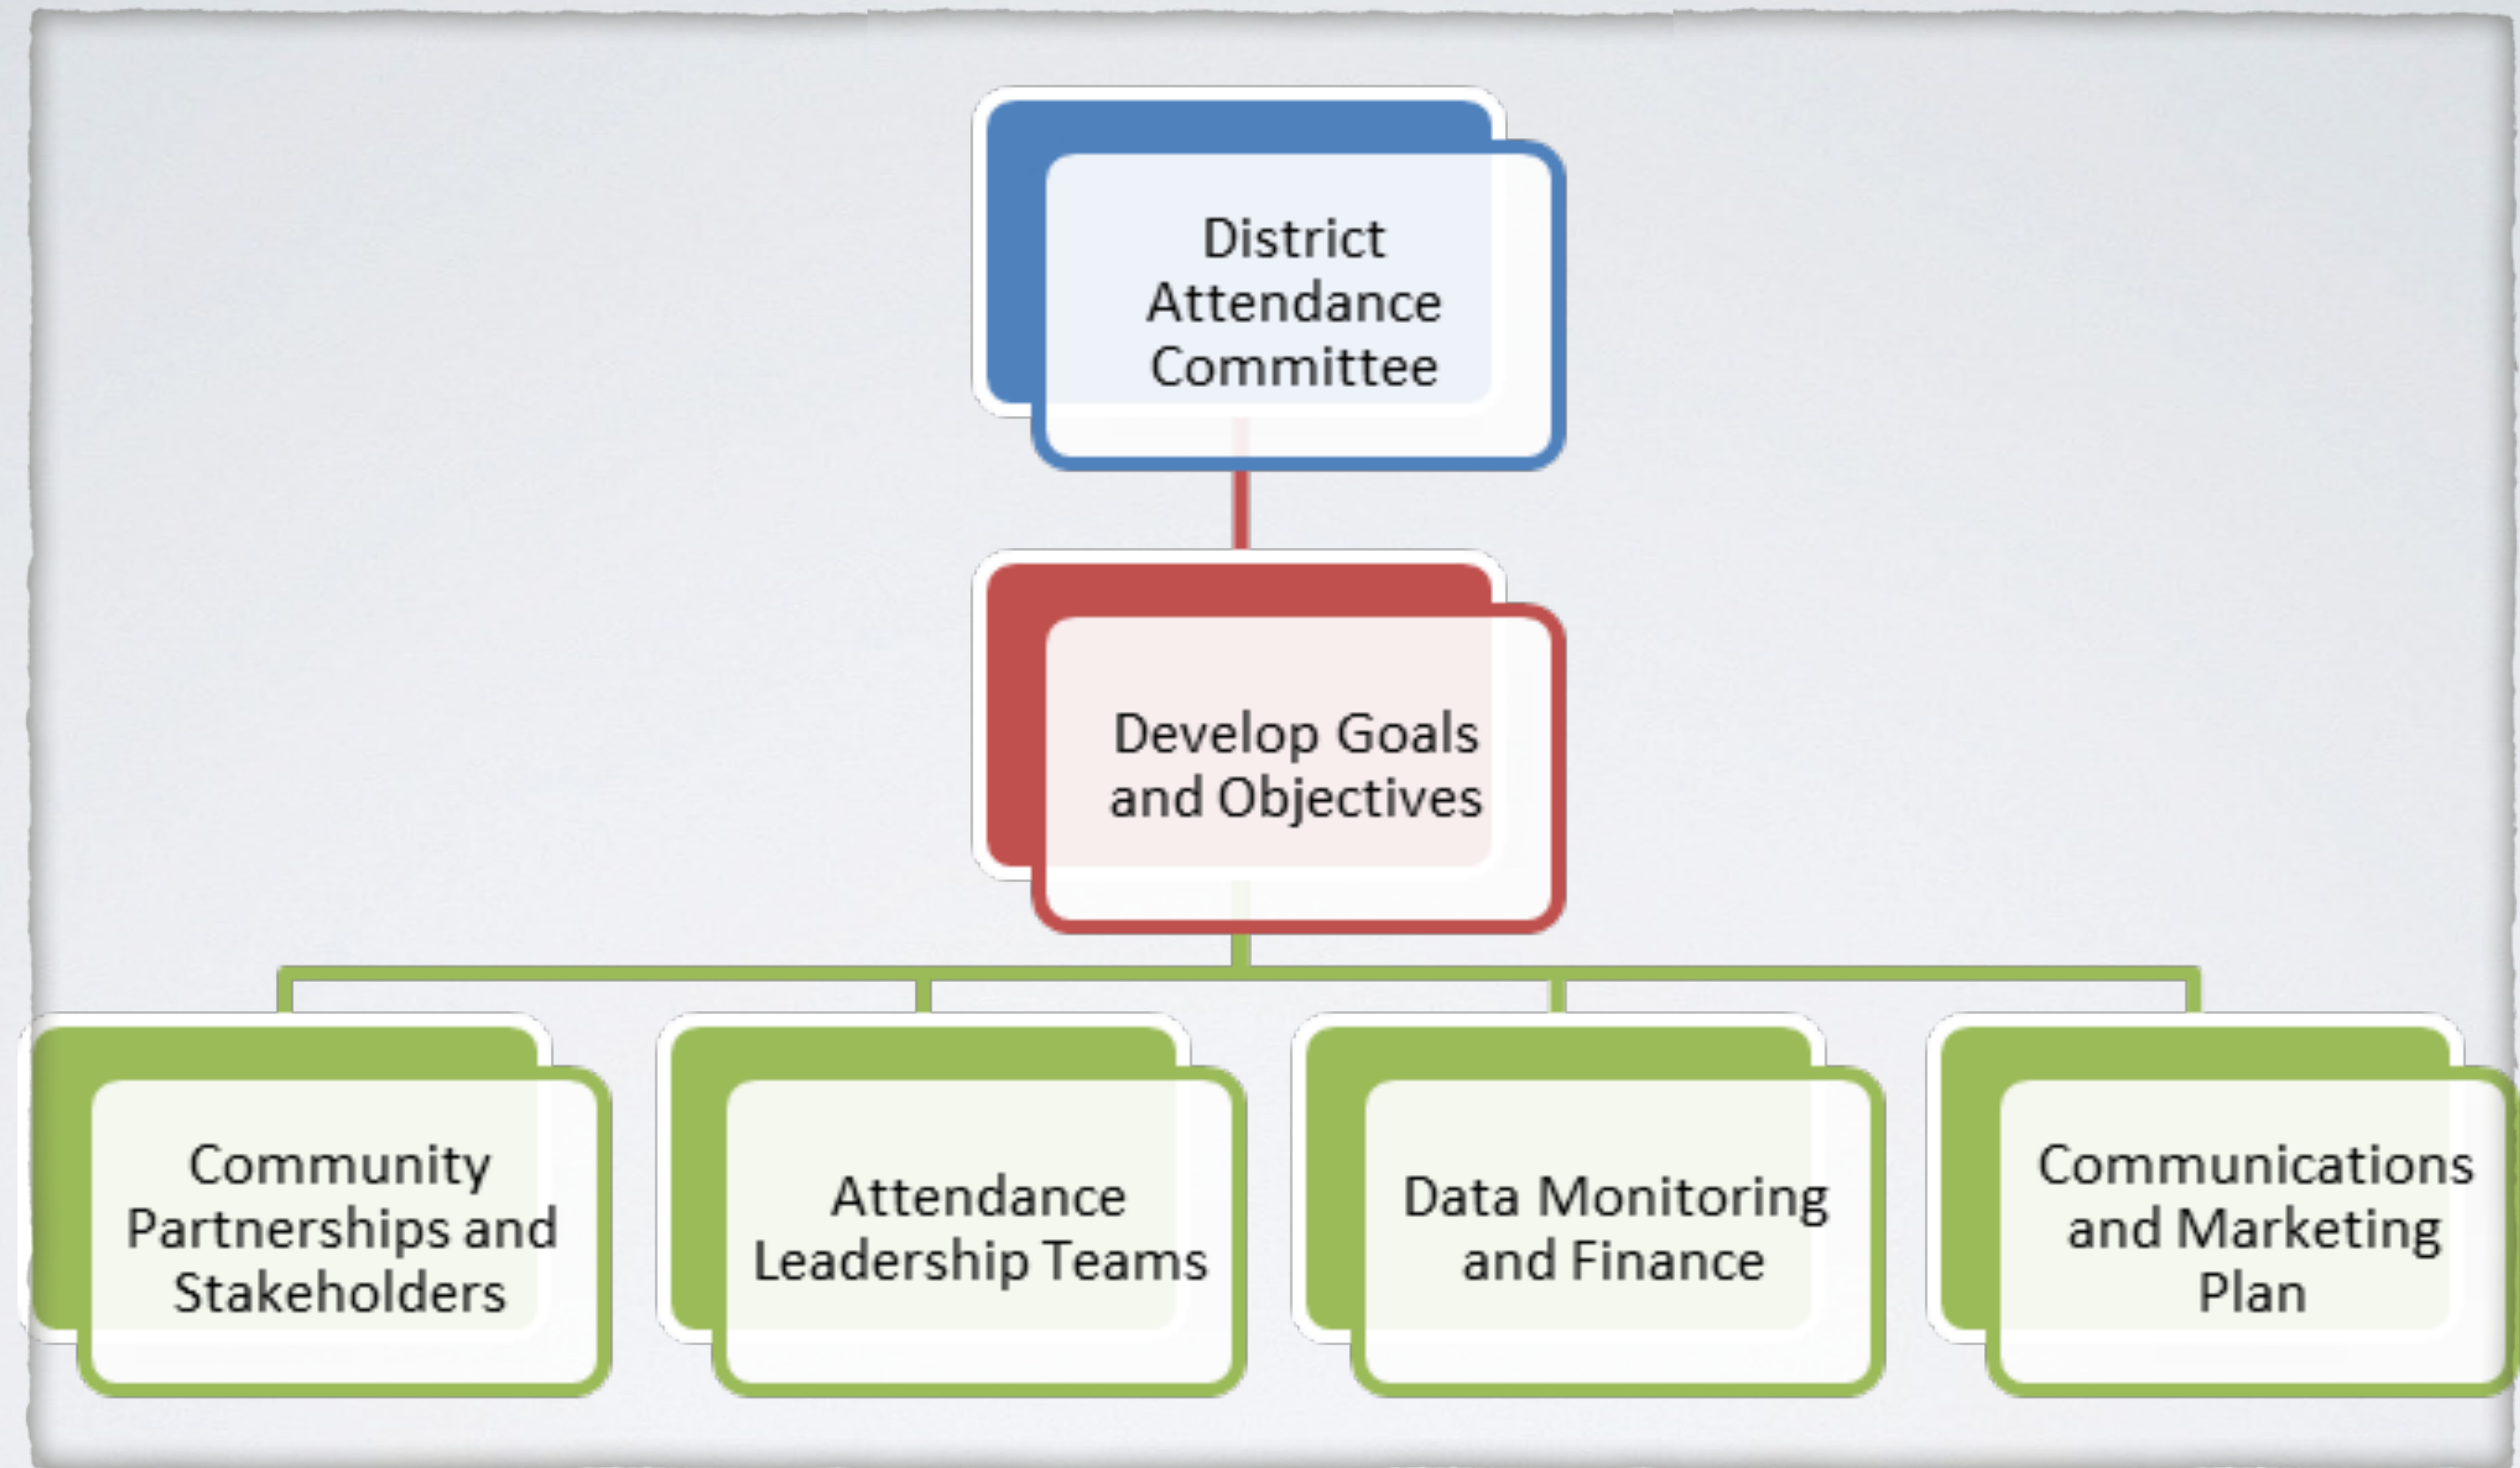 District
Attendance
Committee
Develop Goals
and Objectives
Community
Partnerships and
Stakeholders
Attendance
Leadership Teams
Data Monitoring
and Finance
Communications
and Marketing
Plan